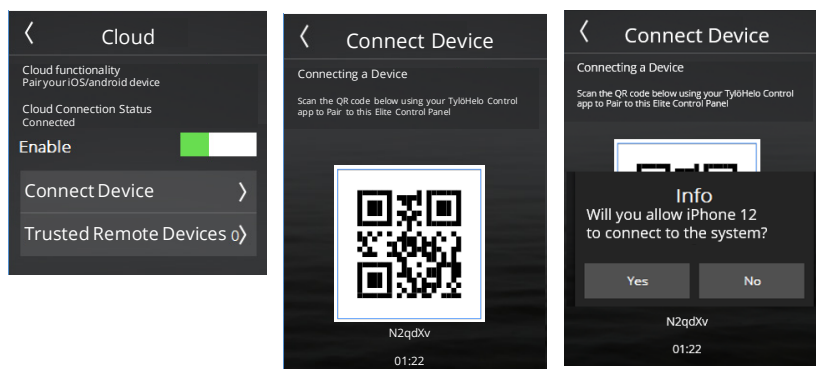 Cloud
Cloud functionality
Pair your iOS/android device
Cloud Connection Status
Connected
Enable
Connect Device
Trusted Remote Devices 0
Connect Device
Connecting a Device
Scan the QR code below using your TylöHelo Control
app to Pair to this Elite Control Panel
N2qdXv
01:22
Connect Device
Connecting a Device
Scan the QR code below using your TylöHelo Control
app to Pair to this Elite Control Panel
Info
Will you allow iPhone 12
to connect to the system?
Yes No
N2qdXv
01:22